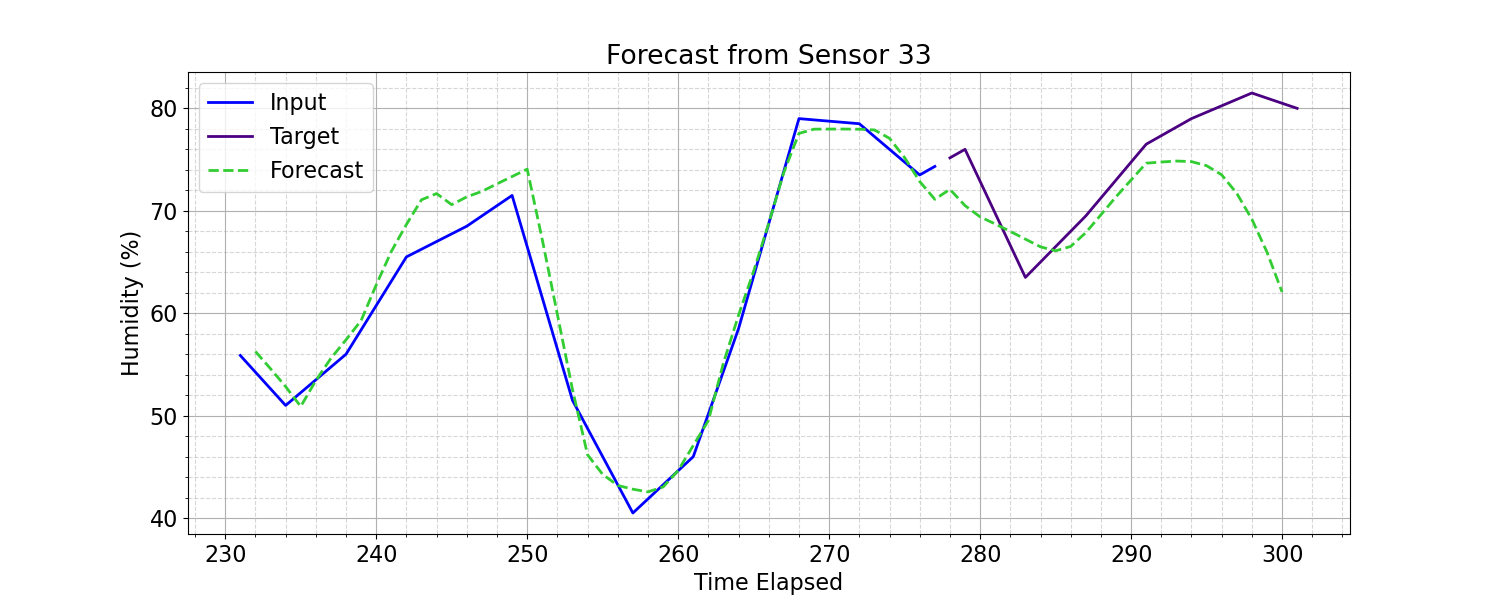 Forecast from Sensor 33
Input
Target
Forecast
Humidity (%)
80
70
60
50
40
230 240 250 260 270 280 290 300
Time Elapsed